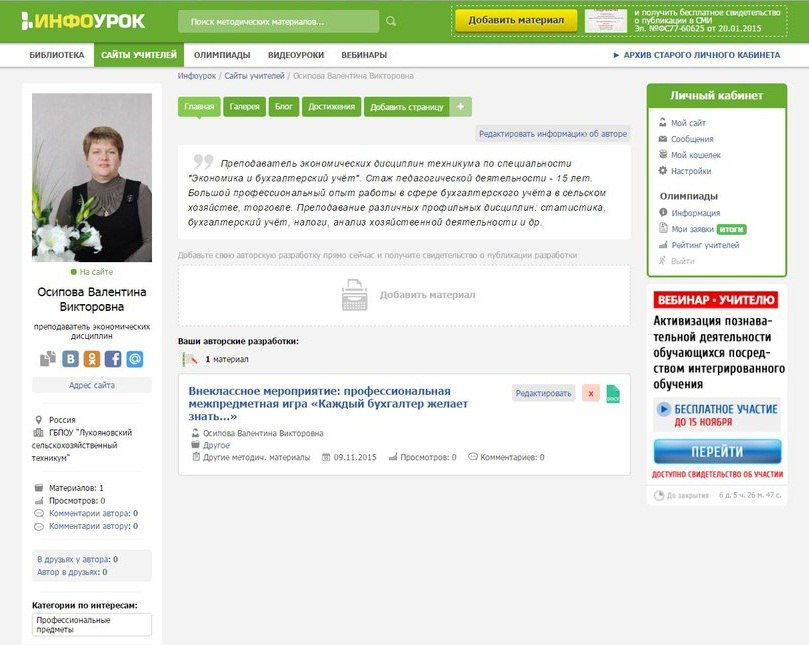 ИНФОУРОК
Поиск методических материалов...
Добавить материал
и получить бесплатное свидетельство
о публикации в СМИ
Эл. №ФС77-60625 от 20.01.2015
БИБЛИОТЕКА
САЙТЫ УЧИТЕЛЕЙ
ОЛИМПИАДЫ
ВИДЕОУРОКИ
ВЕБИНАРЫ
► АРХИВ СТАРОГО ЛИЧНОГО КАБИНЕТА
Инфоурок / Сайты учителей / Осипова Валентина Викторовна
Главная
Галерея
Блог
Достижения
Добавить страницу +
Редактировать информацию об авторе
Преподаватель экономических дисциплин техникума по специальности
"Экономика и бухгалтерский учёт". Стаж педагогической деятельности - 15 лет.
Большой профессиональный опыт работы в сфере бухгалтерского учёта в сельском
хозяйстве, торговле. Преподавание различных профильных дисциплин: статистика,
бухгалтерский учёт, налоги, анализ хозяйственной деятельности и др.
Добавьте свою авторскую разработку прямо сейчас и получите свидетельство о публикации разработки
Добавить материал
Ваши авторские разработки:
1 материал
Внеклассное мероприятие: профессиональная
межпредметная игра «Каждый бухгалтер желает
знать...»
Редактировать
x
DOCX
Осипова Валентина Викторовна
Другое
Другие методич. материалы
09.11.2015
Просмотров: 0
Комментариев: 0
На сайте
Осипова Валентина
Викторовна
преподаватель экономических
дисциплин
Адрес сайта
Россия
ГБПОУ "Лукояновский
сельскохозяйственный
техникум"
Материалов: 1
Просмотров: 0
Комментарии автора: 0
Комментарии автору: 0
В друзьях у автора: 0
Автор в друзьях: 0
Категории по интересам:
Профессиональные
предметы
Личный кабинет
Мой сайт
Сообщения
Мой кошелек
Настройки
Олимпиады
Информация
Мои заявки ИТОГИ
Рейтинг учителей
Выйти
ВЕБИНАР • УЧИТЕЛЮ
Активизация познава-
тельной деятельности
обучающихся посред-
ством интегрированного
обучения
БЕСПЛАТНОЕ УЧАСТИЕ
ДО 15 НОЯБРЯ
ПЕРЕЙТИ
ДОСТУПНО СВИДЕТЕЛЬСТВО ОБ УЧАСТИИ
До закрытия 6 д. 5 ч. 26 м. 47 с.